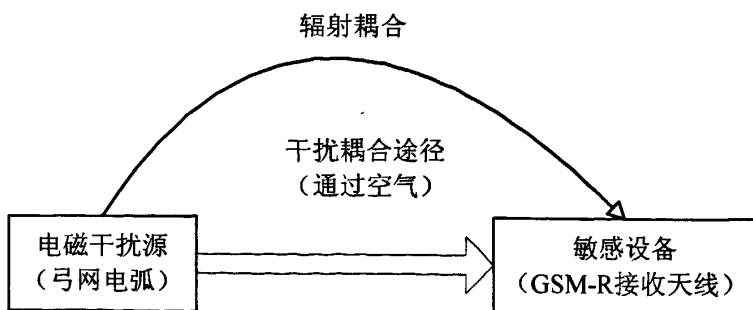 辐射耦合
干扰耦合途径
（通过空气）
电磁干扰源
（弓网电弧）
敏感设备
（GSM-R接收天线）